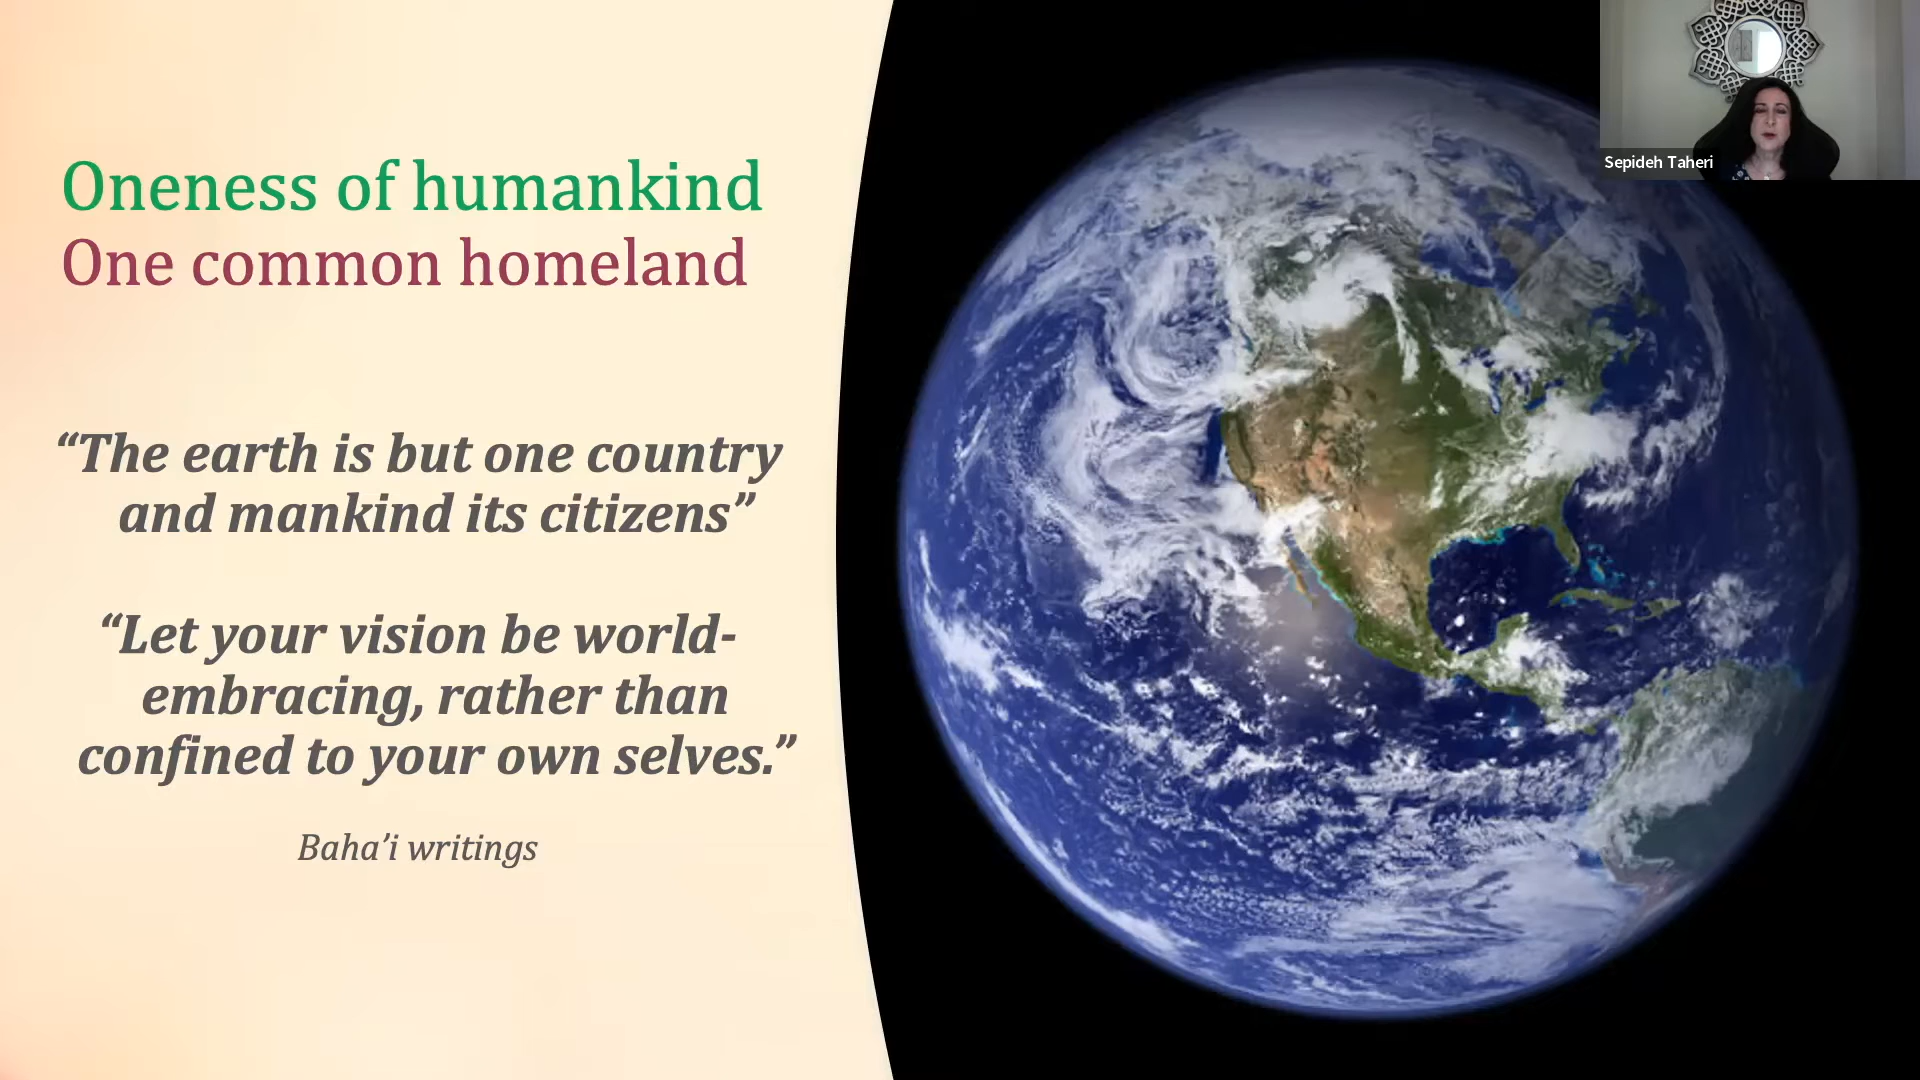 Oneness of humankind
One common homeland
“The earth is but one country
and mankind its citizens”
“Let your vision be world-
embracing, rather than
confined to your own selves.”
Baha’i writings
Sepideh Taheri